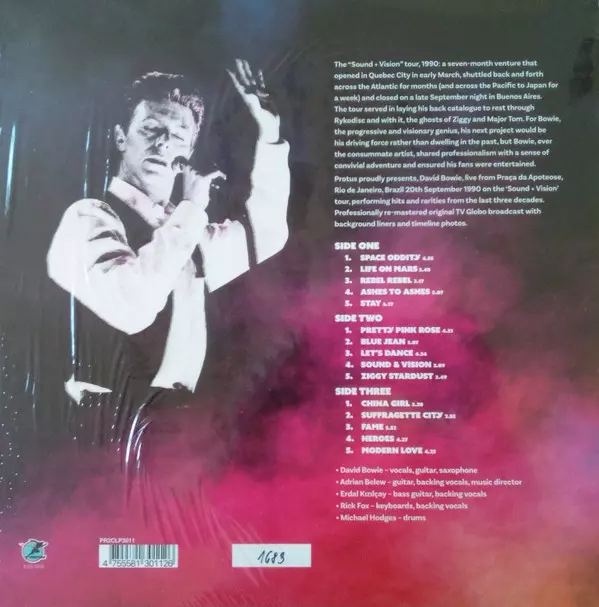 The "Sound + Vision" tour, 1990: a seven-month venture that
opened in Quebec City in early March, shuttled back and forth
across the Atlantic for months (and across the Pacific to Japan for
a week) and closed on a late September night in Buenos Aires.
The tour served in laying his back catalogue to rest through
Rykodisc and with it, the ghosts of Ziggy and Major Tom. For Bowie,
the progressive and visionary genius, his next project would be
his driving force rather than dwelling in the past, but Bowie, ever
the consummate artist, shared professionalism with a sense of
convivial adventure and ensured his fans were entertained.
Protus proudly presents, David Bowie, live from Praça da Apoteose,
Rio de Janeiro, Brazil 20th September 1990 on the 'Sound + Vision'
tour, performing hits and rarities from the last three decades.
Professionally re-mastered original TV Globo broadcast with
background liners and timeline photos.
SIDE ONE
1. SPACE ODDITY
2. LIFE ON MARS
3. REBEL REBEL
4. ASHES TO ASHES
5. STAY
SIDE TWO
1. PRETTY PINK ROSE
2. BLUE JEAN
3. LET'S DANCE
4. SOUND & VISION
5. ZIGGY STARDUST
SIDE THREE
1. CHINA GIRL
2. SUFFRAGETTE CITY
3. FAME
4. HEROES
5. MODERN LOVE
• David Bowie – vocals, guitar, saxophone
• Adrian Belew – guitar, backing vocals, music director
• Erdal Kızılçay – bass guitar, backing vocals
• Rick Fox – keyboards, backing vocals
• Michael Hodges – drums
PROCLP3011
4 755581 301126
1683